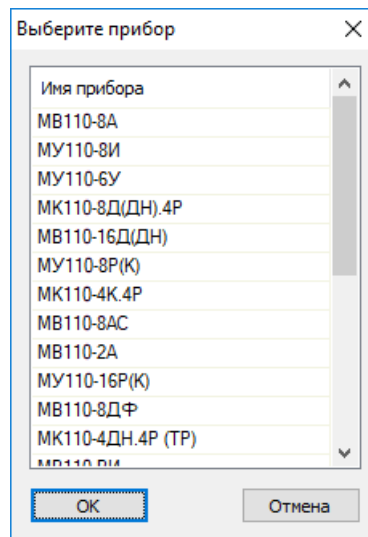 Выберите прибор
Имя прибора
МВ110-8А
МУ110-8И
МУ110-6У
МК110-8Д(ДН).4Р
МВ110-16Д(ДН)
МУ110-8Р(К)
МК110-4К.4Р
МВ110-8АС
МВ110-2А
МУ110-16Р(К)
МВ110-8ДФ
МК110-4ДН.4Р (ТР)
ОК
Отмена